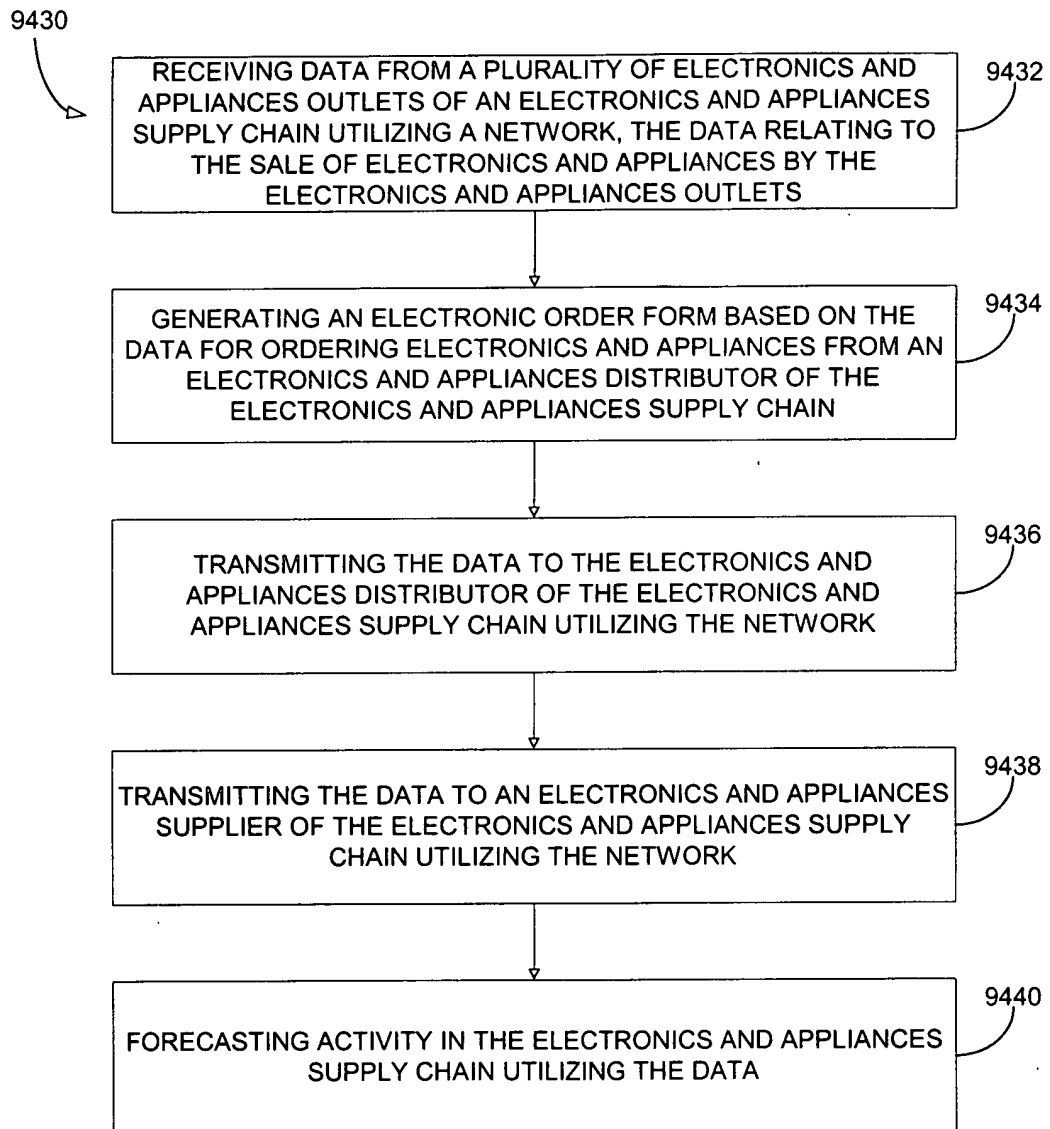 9430
RECEIVING DATA FROM A PLURALITY OF ELECTRONICS AND
APPLIANCES OUTLETS OF AN ELECTRONICS AND APPLIANCES
SUPPLY CHAIN UTILIZING A NETWORK, THE DATA RELATING TO
THE SALE OF ELECTRONICS AND APPLIANCES BY THE
ELECTRONICS AND APPLIANCES OUTLETS
9432
GENERATING AN ELECTRONIC ORDER FORM BASED ON THE
DATA FOR ORDERING ELECTRONICS AND APPLIANCES FROM AN
ELECTRONICS AND APPLIANCES DISTRIBUTOR OF THE
ELECTRONICS AND APPLIANCES SUPPLY CHAIN
9434
TRANSMITTING THE DATA TO THE ELECTRONICS AND
APPLIANCES DISTRIBUTOR OF THE ELECTRONICS AND
APPLIANCES SUPPLY CHAIN UTILIZING THE NETWORK
9436
TRANSMITTING THE DATA TO AN ELECTRONICS AND APPLIANCES
SUPPLIER OF THE ELECTRONICS AND APPLIANCES SUPPLY
CHAIN UTILIZING THE NETWORK
9438
FORECASTING ACTIVITY IN THE ELECTRONICS AND APPLIANCES
SUPPLY CHAIN UTILIZING THE DATA
9440